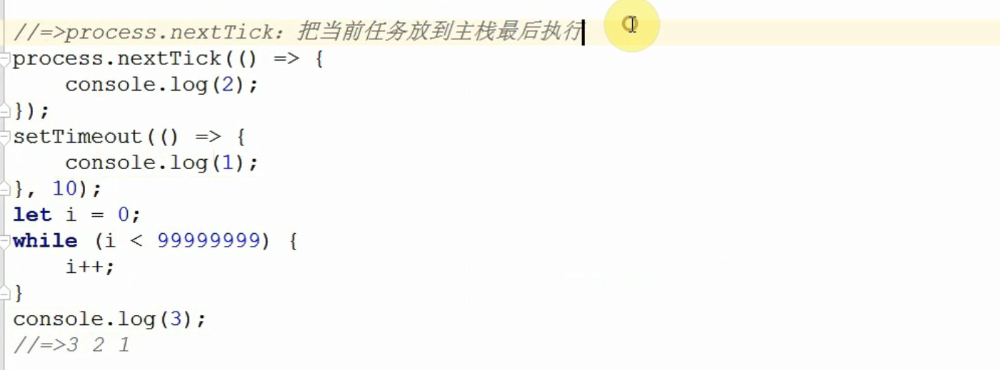 //=>process.nextTick：把当前任务放到主栈最后执行
process.nextTick(() => {
    console.log(2);
});
setTimeout(() => {
    console.log(1);
}, 10);
let i = 0;
while (i < 99999999) {
    i++;
}
console.log(3);
//=>3 2 1